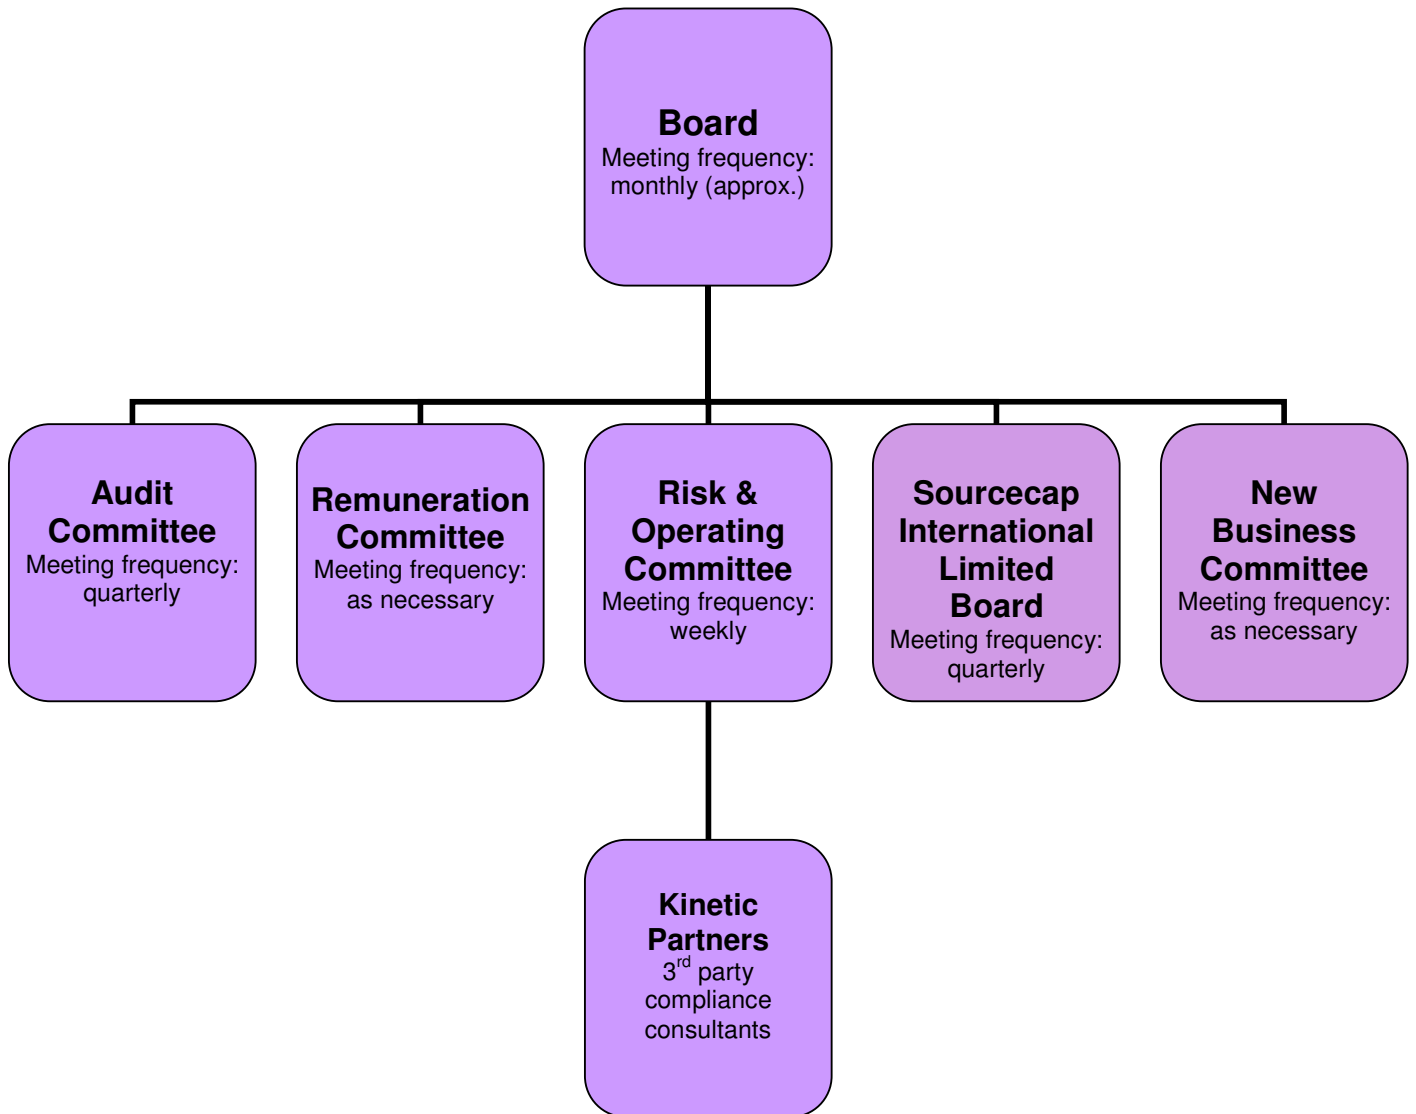 Board
Meeting frequency:
monthly (approx.)
Audit
Committee
Meeting frequency:
quarterly
Remuneration
Committee
Meeting frequency:
as necessary
Risk &
Operating
Committee
Meeting frequency:
weekly
Sourcecap
International
Limited
Board
Meeting frequency:
quarterly
New
Business
Committee
Meeting frequency:
as necessary
Kinetic
Partners
3rd party
compliance
consultants